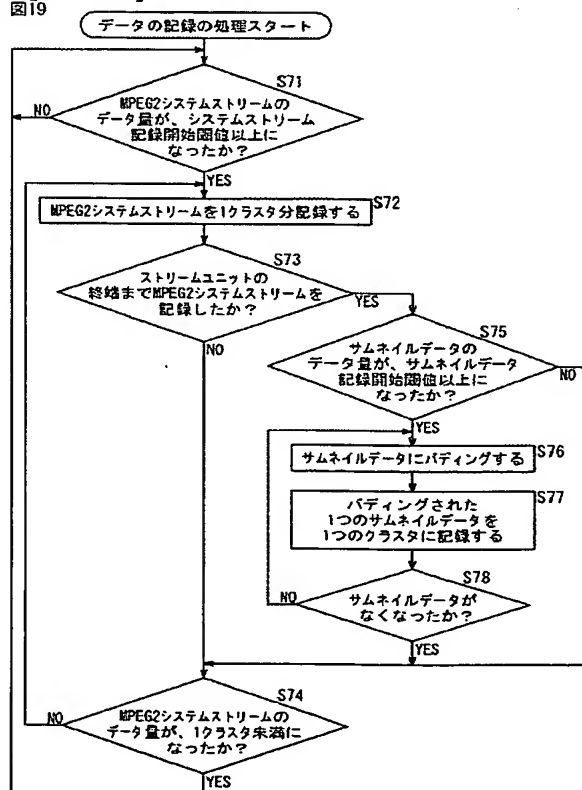 図19
データの記録の処理スタート
S71
MPEG2システムストリームの
データ量が、システムストリーム
記録開始閾値以上に
なったか?
NO
YES
MPEG2システムストリームを1クラスタ分記録する
S72
S73
ストリームユニットの
終端までMPEG2システムストリームを
記録したか?
YES
NO
S75
サムネイルデータの
データ量が、サムネイルデータ
記録開始閾値以上に
なったか?
NO
YES
サムネイルデータにパディングする
S76
パディングされた
1つのサムネイルデータを
1つのクラスタに記録する
S77
S78
サムネイルデータが
なくなったか?
NO
YES
S74
MPEG2システムストリームの
データ量が、1クラスタ未満に
なったか?
NO
YES